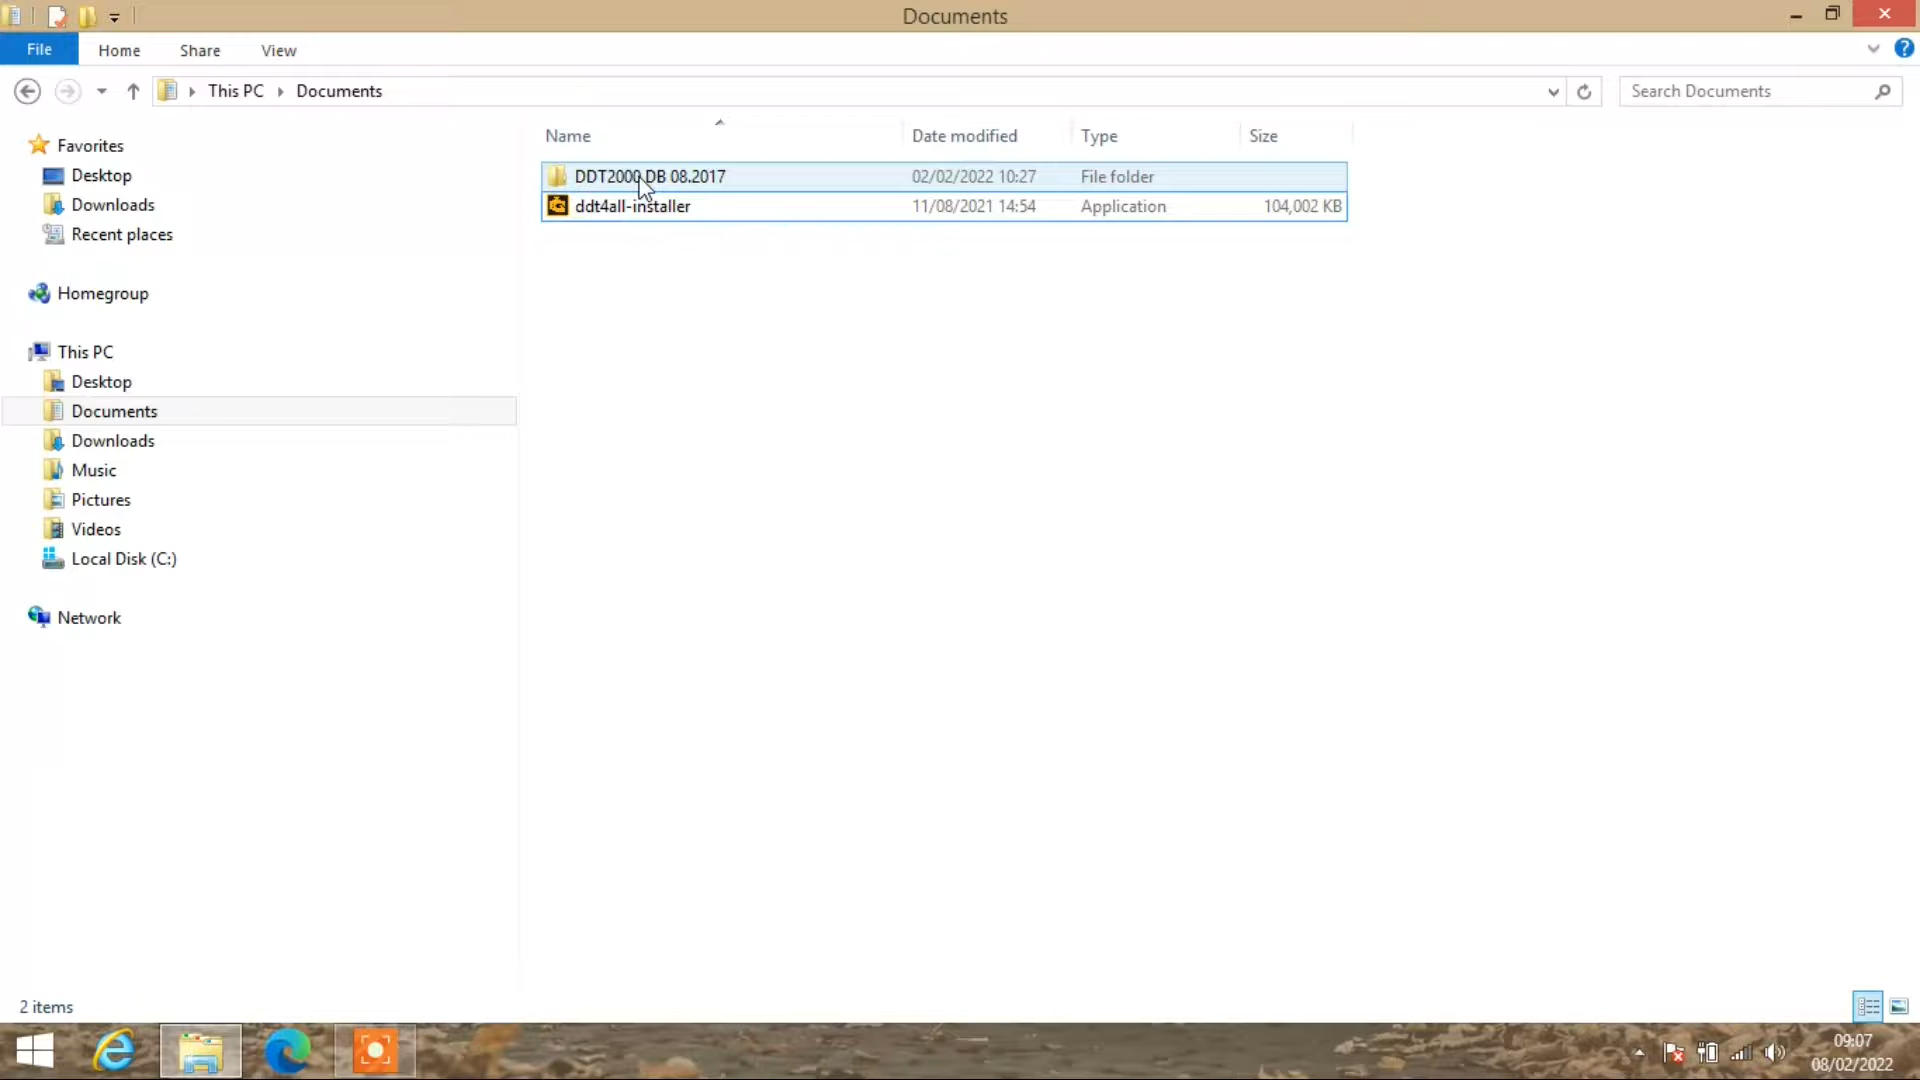 Documents
File
Home
Share
View
This PC
Documents
Search Documents
Favorites
Desktop
Downloads
Recent places
Homegroup
This PC
Desktop
Documents
Downloads
Music
Pictures
Videos
Local Disk (C:)
Network
Name
Date modified
Type
Size
DDT2000 DB 08.2017
02/02/2022 10:27
File folder
ddt4all-installer
11/08/2021 14:54
Application
104,002 KB
2 items
09:07
08/02/2022